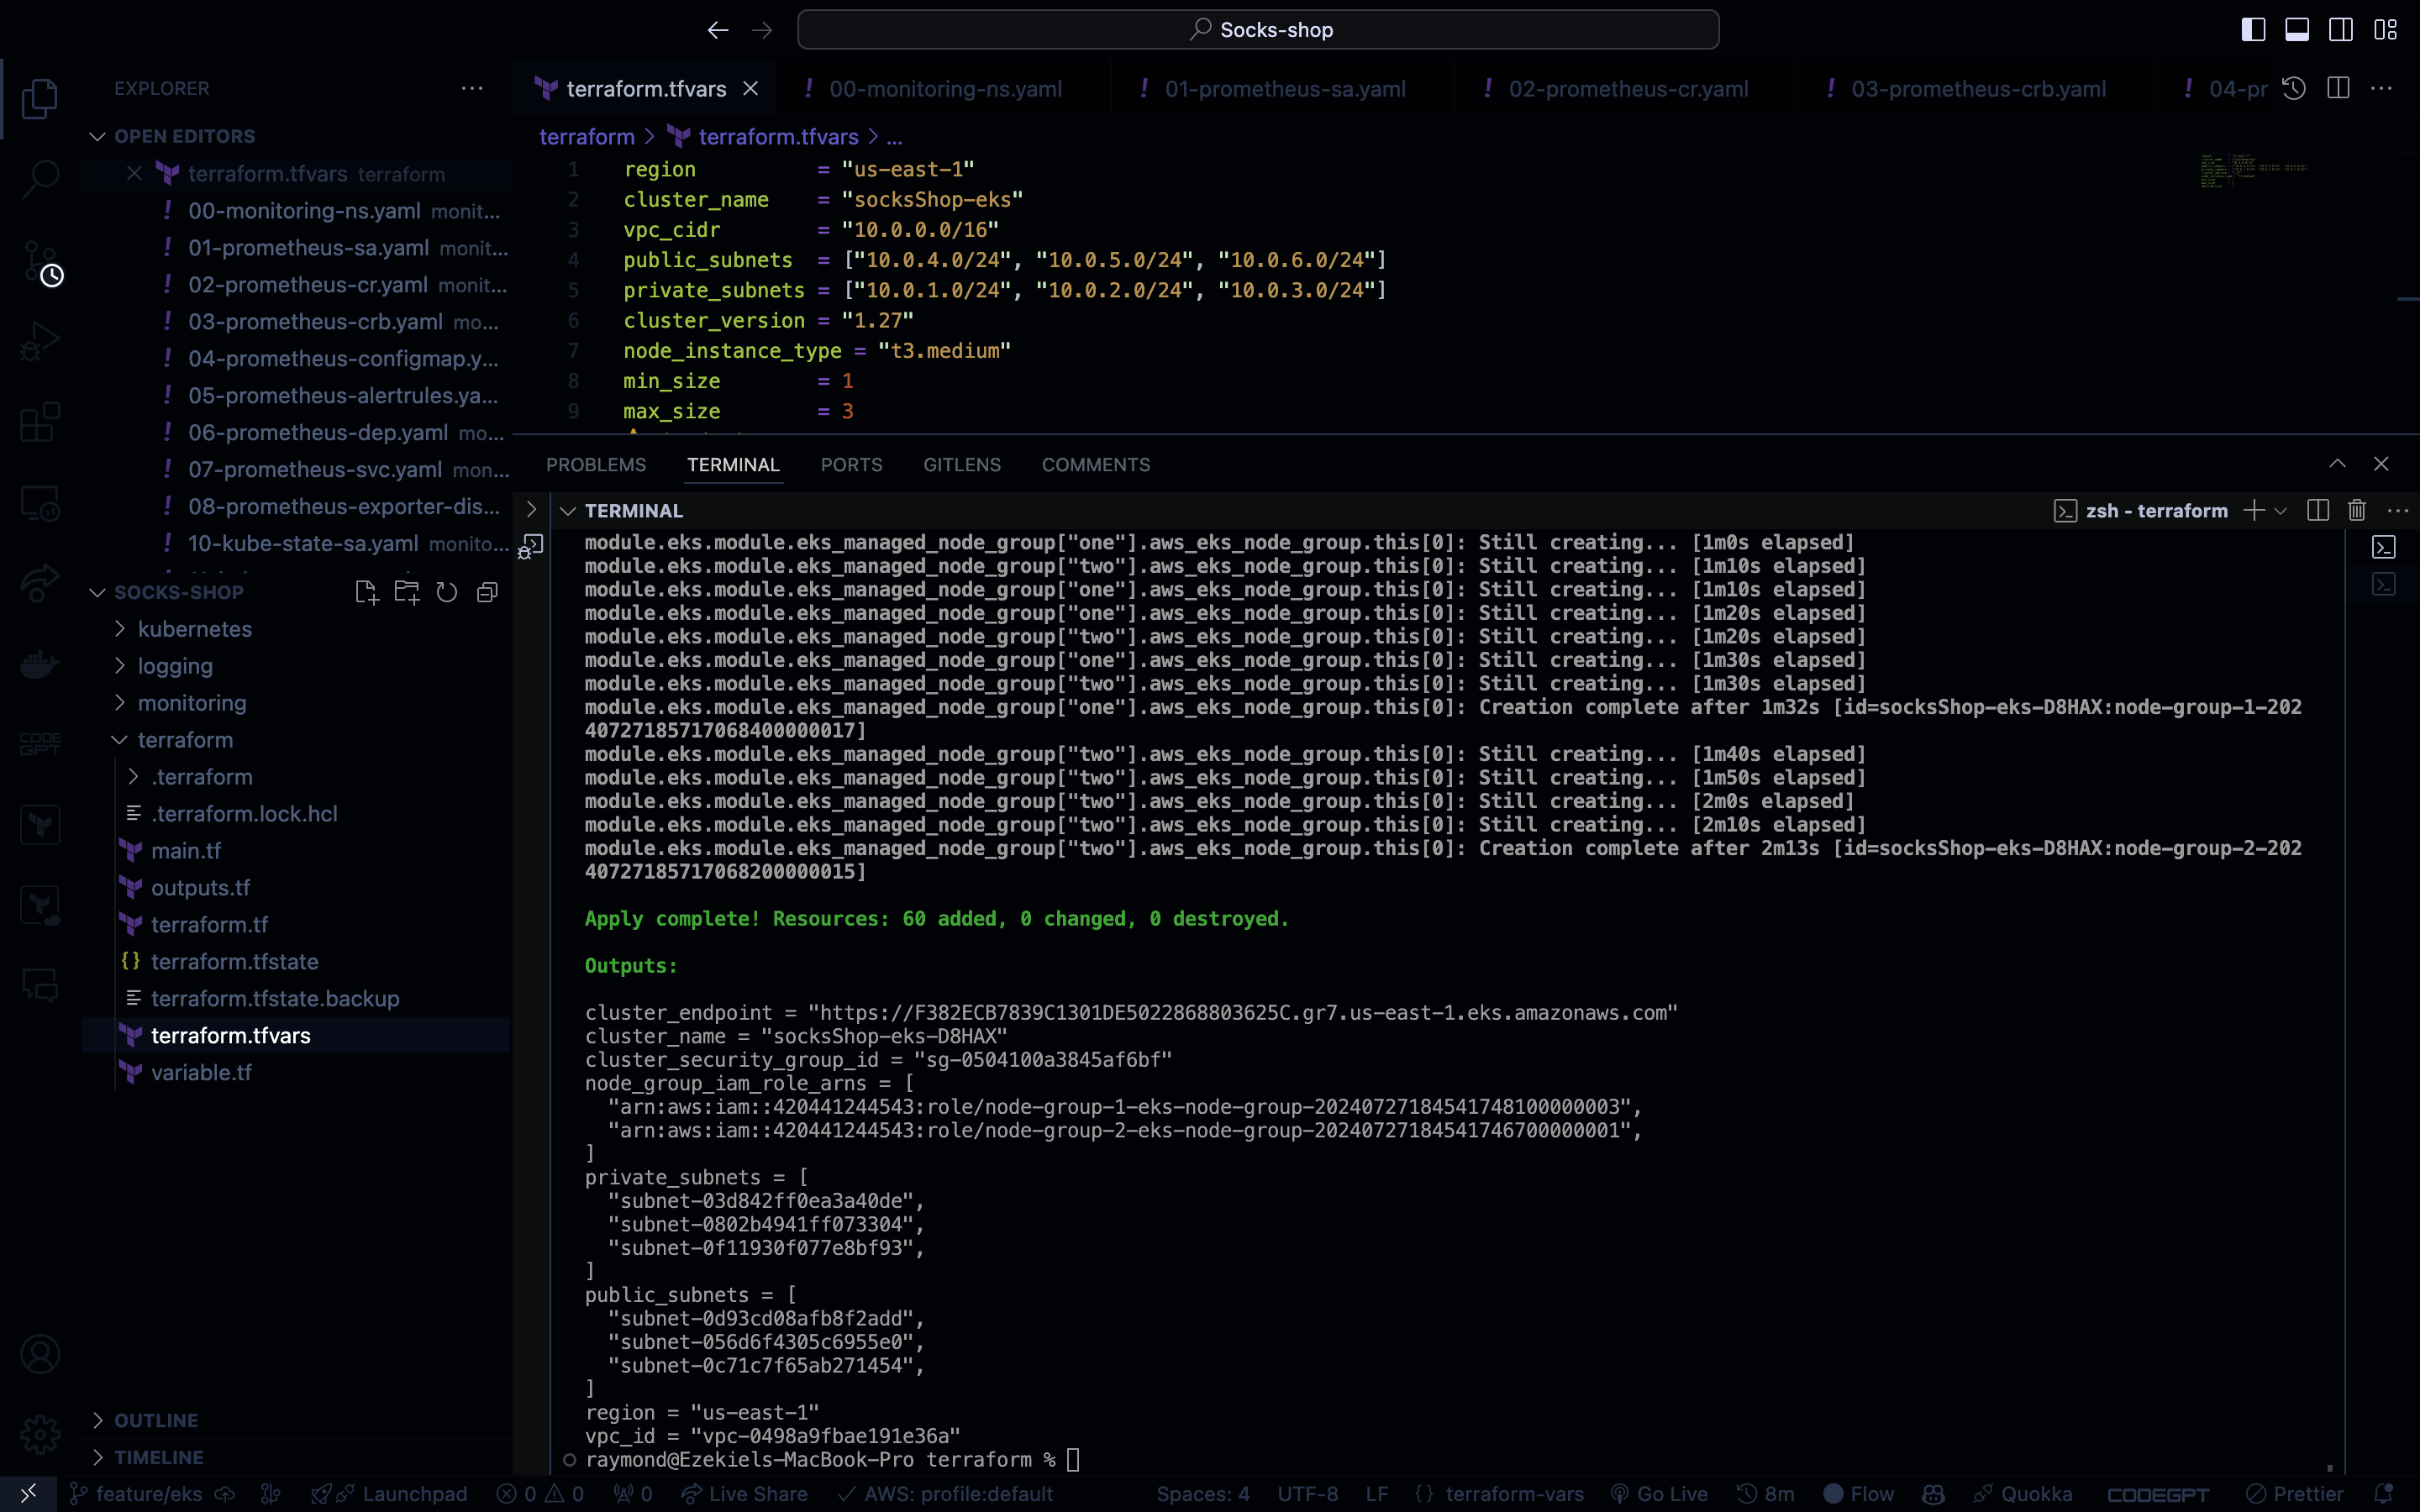 Socks-shop
EXPLORER
OPEN EDITORS
terraform.tfvars terraform
00-monitoring-ns.yaml monit...
01-prometheus-sa.yaml monit...
02-prometheus-cr.yaml monit...
03-prometheus-crb.yaml mo...
04-prometheus-configmap.y...
05-prometheus-alertrules.ya...
06-prometheus-dep.yaml mo...
07-prometheus-svc.yaml mon...
08-prometheus-exporter-dis...
10-kube-state-sa.yaml monito...
SOCKS-SHOP
kubernetes
logging
monitoring
terraform
.terraform
.terraform.lock.hcl
main.tf
outputs.tf
terraform.tf
terraform.tfstate
terraform.tfstate.backup
terraform.tfvars
variable.tf
OUTLINE
TIMELINE
CODE GPT
terraform.tfvars ! 00-monitoring-ns.yaml ! 01-prometheus-sa.yaml ! 02-prometheus-cr.yaml ! 03-prometheus-crb.yaml ! 04-pr
terraform > terraform.tfvars > ...
1 region = "us-east-1"
2 cluster_name = "socksShop-eks"
3 vpc_cidr = "10.0.0.0/16"
4 public_subnets = ["10.0.4.0/24", "10.0.5.0/24", "10.0.6.0/24"]
5 private_subnets = ["10.0.1.0/24", "10.0.2.0/24", "10.0.3.0/24"]
6 cluster_version = "1.27"
7 node_instance_type = "t3.medium"
8 min_size = 1
9 max_size = 3
PROBLEMS TERMINAL PORTS GITLENS COMMENTS
TERMINAL
zsh - terraform
module.eks.module.eks_managed_node_group["one"].aws_eks_node_group.this[0]: Still creating... [1m0s elapsed]
module.eks.module.eks_managed_node_group["two"].aws_eks_node_group.this[0]: Still creating... [1m10s elapsed]
module.eks.module.eks_managed_node_group["one"].aws_eks_node_group.this[0]: Still creating... [1m10s elapsed]
module.eks.module.eks_managed_node_group["one"].aws_eks_node_group.this[0]: Still creating... [1m20s elapsed]
module.eks.module.eks_managed_node_group["two"].aws_eks_node_group.this[0]: Still creating... [1m20s elapsed]
module.eks.module.eks_managed_node_group["one"].aws_eks_node_group.this[0]: Still creating... [1m30s elapsed]
module.eks.module.eks_managed_node_group["two"].aws_eks_node_group.this[0]: Still creating... [1m30s elapsed]
module.eks.module.eks_managed_node_group["one"].aws_eks_node_group.this[0]: Creation complete after 1m32s [id=socksShop-eks-D8HAX:node-group-1-202
40727185717068400000017]
module.eks.module.eks_managed_node_group["two"].aws_eks_node_group.this[0]: Still creating... [1m40s elapsed]
module.eks.module.eks_managed_node_group["two"].aws_eks_node_group.this[0]: Still creating... [1m50s elapsed]
module.eks.module.eks_managed_node_group["two"].aws_eks_node_group.this[0]: Still creating... [2m0s elapsed]
module.eks.module.eks_managed_node_group["two"].aws_eks_node_group.this[0]: Still creating... [2m10s elapsed]
module.eks.module.eks_managed_node_group["two"].aws_eks_node_group.this[0]: Creation complete after 2m13s [id=socksShop-eks-D8HAX:node-group-2-202
40727185717068200000015]
Apply complete! Resources: 60 added, 0 changed, 0 destroyed.
Outputs:
cluster_endpoint = "https://F382ECB7839C1301DE5022868803625C.gr7.us-east-1.eks.amazonaws.com"
cluster_name = "socksShop-eks-D8HAX"
cluster_security_group_id = "sg-0504100a3845af6bf"
node_group_iam_role_arns = [
"arn:aws:iam::420441244543:role/node-group-1-eks-node-group-20240727184541748100000003",
"arn:aws:iam::420441244543:role/node-group-2-eks-node-group-20240727184541746700000001",
]
private_subnets = [
"subnet-03d842ff0ea3a40de",
"subnet-0802b4941ff073304",
"subnet-0f11930f077e8bf93",
]
public_subnets = [
"subnet-0d93cd08afb8f2add",
"subnet-056d6f4305c6955e0",
"subnet-0c71c7f65ab271454",
]
region = "us-east-1"
vpc_id = "vpc-0498a9fbae191e36a"
raymond@Ezekiels-MacBook-Pro terraform %
feature/eks Launchpad 0 0 0 Live Share AWS: profile:default Spaces: 4 UTF-8 LF {} terraform-vars Go Live 8m Flow Quokka CODEGPT Prettier